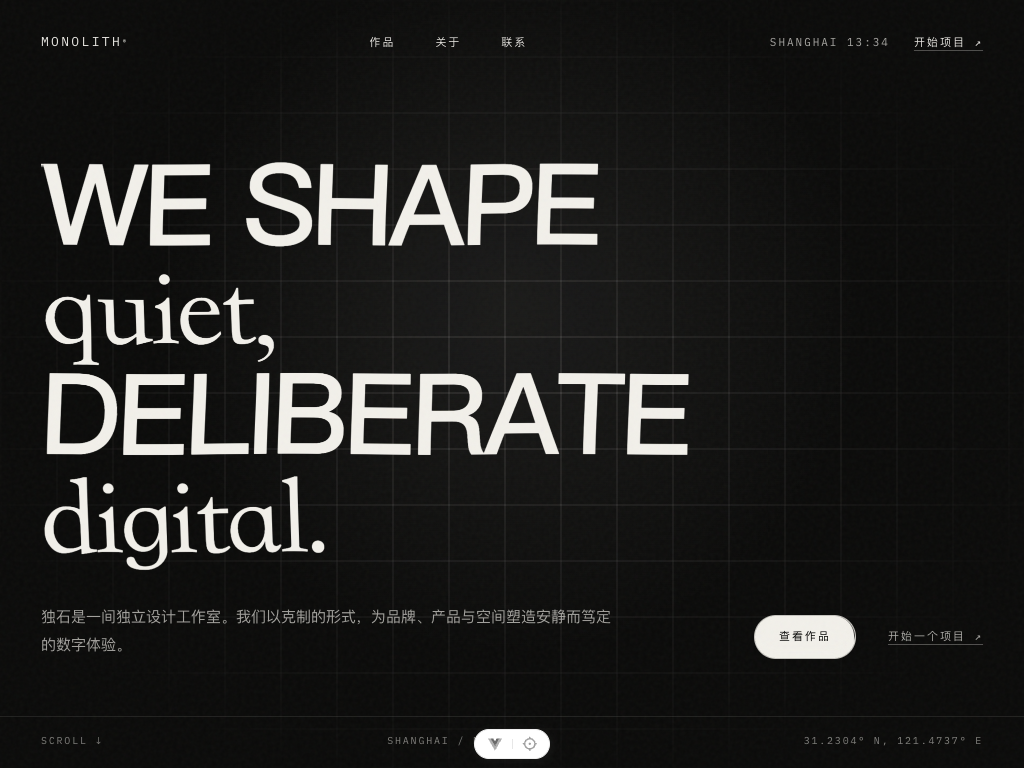 MONOLITH
作品 关于 联系
SHANGHAI 13:34 开始项目 ↗
WE SHAPE
quiet,
DELIBERATE
digital.
独石是一间独立设计工作室。我们以克制的形式，为品牌、产品与空间塑造安静而笃定
的数字体验。
查看作品 开始一个项目 ↗
SCROLL ↓ SHANGHAI / 31.2304° N, 121.4737° E